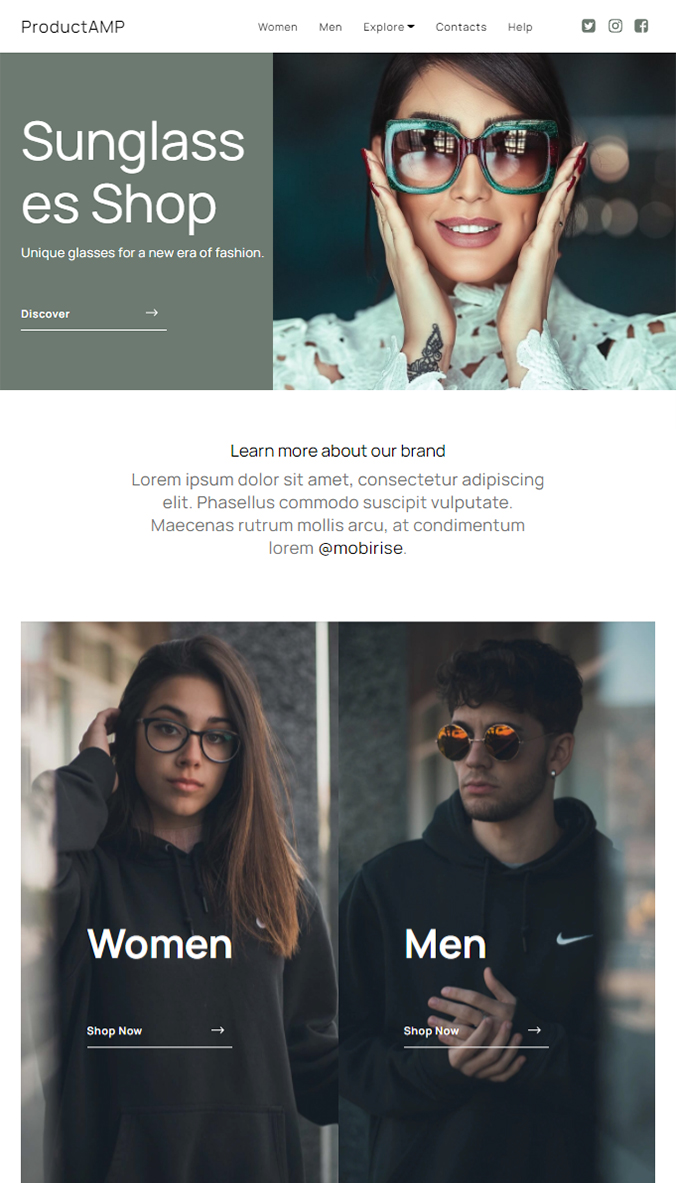 ProductAMP
Women Men Explore Contacts Help
Sunglass
es Shop
Unique glasses for a new era of fashion.
Discover →
Learn more about our brand
Lorem ipsum dolor sit amet, consectetur adipiscing
elit. Phasellus commodo suscipit vulputate.
Maecenas rutrum mollis arcu, at condimentum
lorem @mobirise.
Women
Shop Now →
Men
Shop Now →